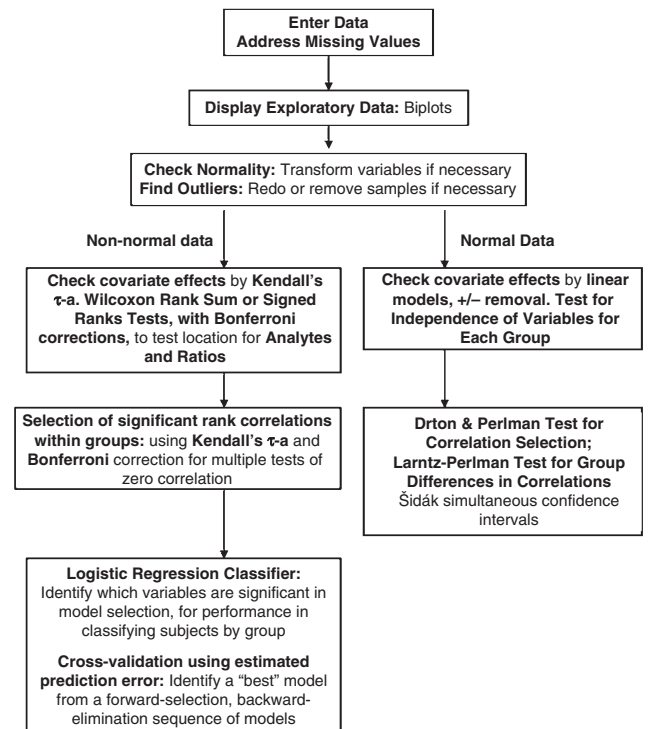 Enter Data
Address Missing Values
Display Exploratory Data: Biplots
Check Normality: Transform variables if necessary
Find Outliers: Redo or remove samples if necessary
Non-normal data
Normal Data
Check covariate effects by Kendall's
τ-a. Wilcoxon Rank Sum or Signed
Ranks Tests, with Bonferroni
corrections, to test location for Analytes
and Ratios
Check covariate effects by linear
models, +/– removal. Test for
Independence of Variables for
Each Group
Selection of significant rank correlations
within groups: using Kendall's τ-a and
Bonferroni correction for multiple tests of
zero correlation
Drton & Perlman Test for
Correlation Selection;
Larntz-Perlman Test for Group
Differences in Correlations
Šidák simultaneous confidence
intervals
Logistic Regression Classifier:
Identify which variables are significant in
model selection, for performance in
classifying subjects by group
Cross-validation using estimated
prediction error: Identify a “best” model
from a forward-selection, backward-
elimination sequence of models